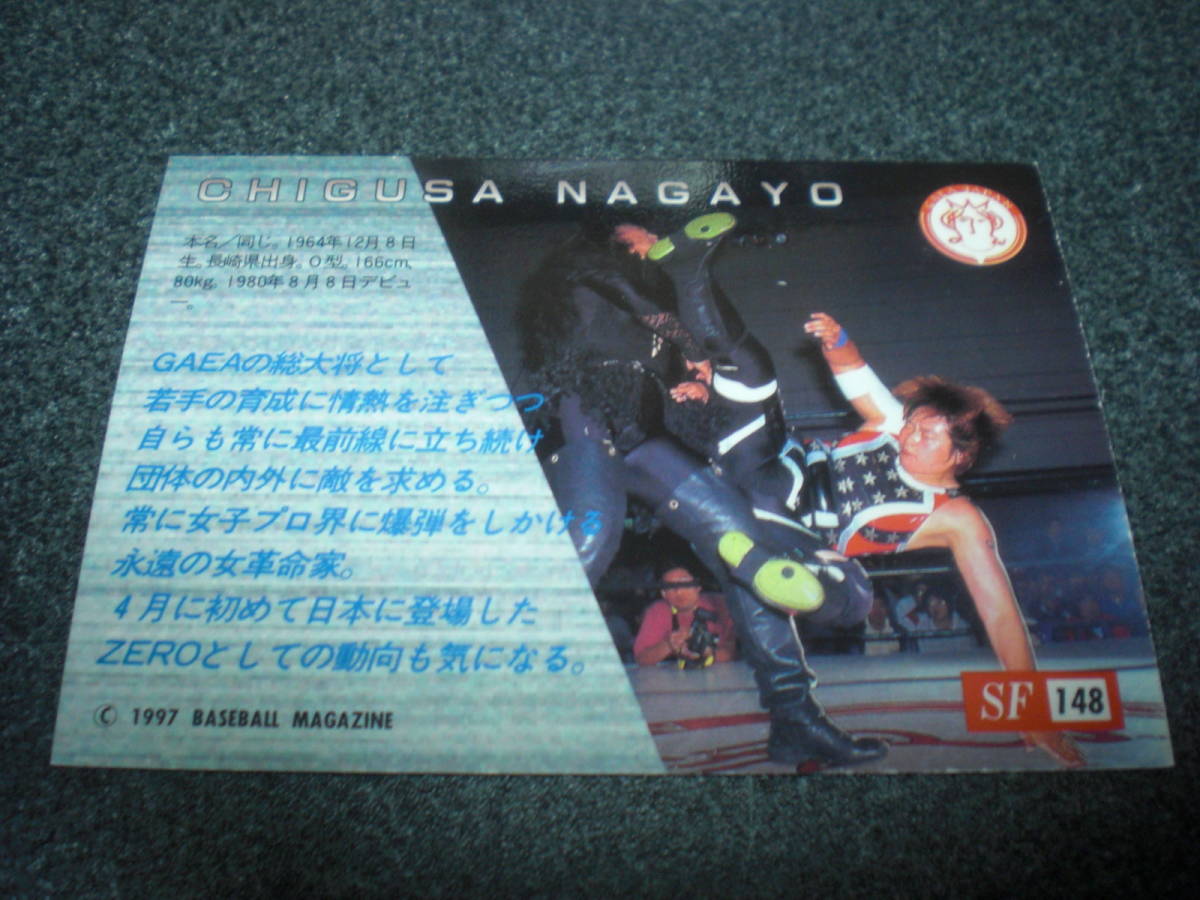 CHIGUSA NAGAYO
本名/同じ。1964年12月8日
生。長崎県出身。O型。166cm,
80kg。1980年8月8日デビュ
ー。
GAEAの総大将として
若手の育成に情熱を注ぎつつ
自らも常に最前線に立ち続け
団体の内外に敵を求める。
常に女子プロ界に爆弾をしかける
永遠の女革命家。
4月に初めて日本に登場した
ZEROとしての動向も気になる。
© 1997 BASEBALL MAGAZINE
GAEA JAPAN
SF 148